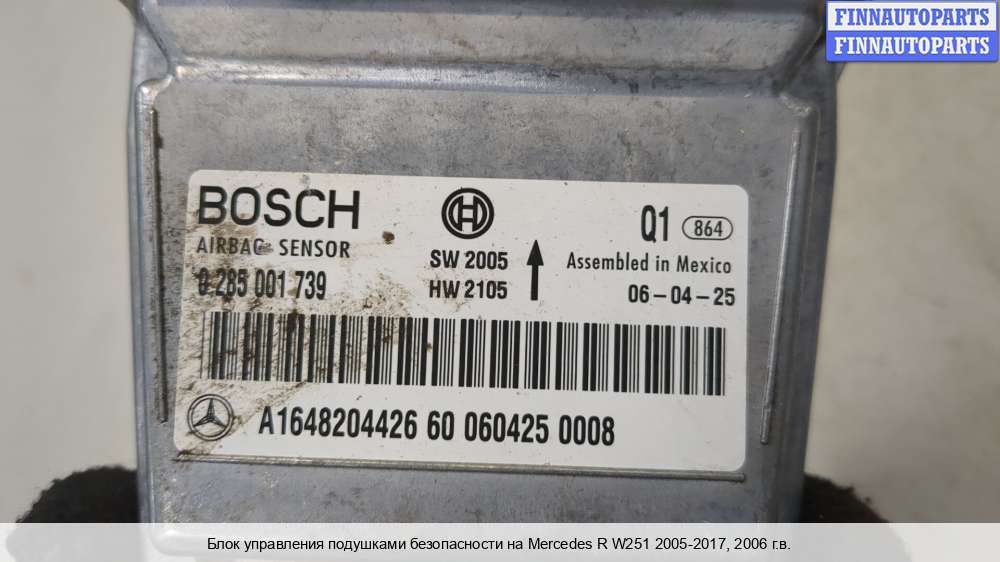 FINNAUTOPARTS
FINNAUTOPARTS
BOSCH
AIRBAG SENSOR
0 285 001 739
SW 2005
HW 2105
Q1 864
Assembled in Mexico
06-04-25
A1648204426 60 060425 0008
Блок управления подушками безопасности на Mercedes R W251 2005-2017, 2006 г.в.